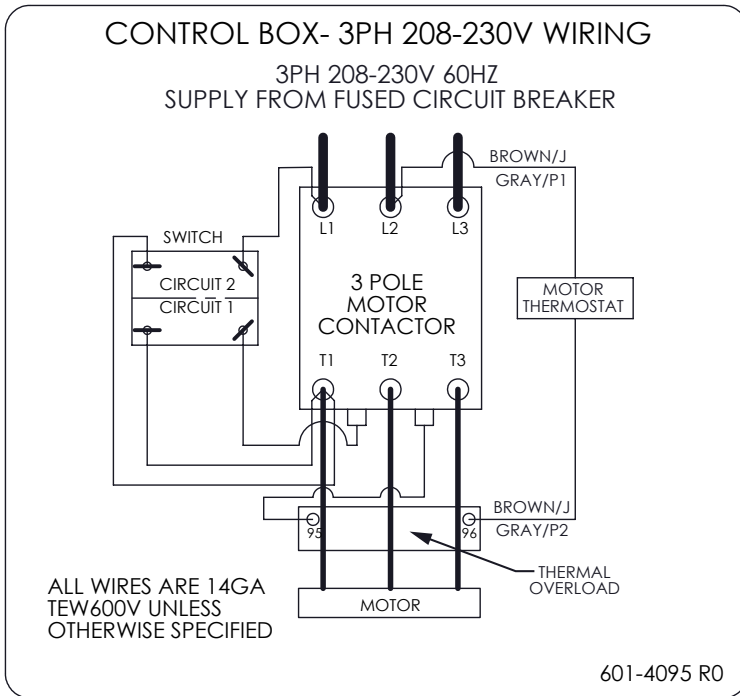 CONTROL BOX- 3PH 208-230V WIRING
3PH 208-230V 60HZ
SUPPLY FROM FUSED CIRCUIT BREAKER
BROWN/J
GRAY/P1
L1 L2 L3
SWITCH
CIRCUIT 2
CIRCUIT 1
3 POLE
MOTOR
CONTACTOR
MOTOR
THERMOSTAT
T1 T2 T3
BROWN/J
GRAY/P2
95 96
THERMAL
OVERLOAD
MOTOR
ALL WIRES ARE 14GA
TEW600V UNLESS
OTHERWISE SPECIFIED
601-4095 R0